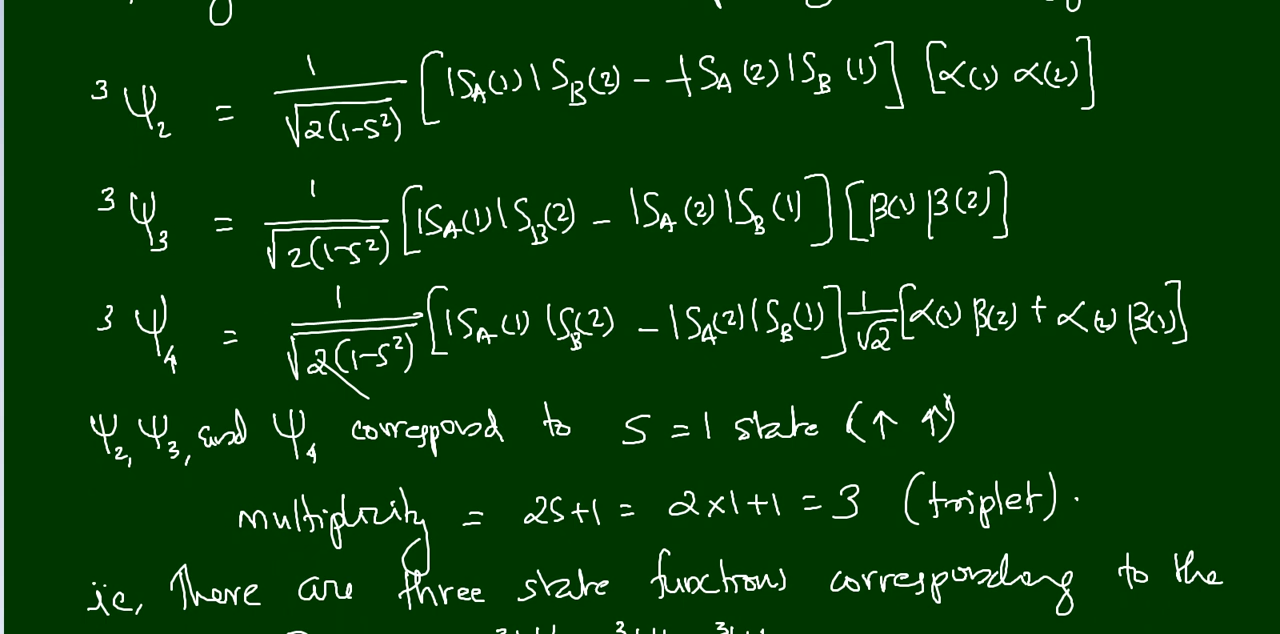 ³Ψ₂ = 1/√2(1-S²) [1S_A(1) 1S_B(2) - 1S_A(2) 1S_B(1)] [α(1) α(2)]
³Ψ₃ = 1/√2(1-S²) [1S_A(1) 1S_B(2) - 1S_A(2) 1S_B(1)] [β(1) β(2)]
³Ψ₄ = 1/√2(1-S²) [1S_A(1) 1S_B(2) - 1S_A(2) 1S_B(1)] 1/√2 [α(1) β(2) + α(2) β(1)]
Ψ₂, Ψ₃, and Ψ₄ correspond to S = 1 state (↑ ↑)
multiplicity = 2S+1 = 2×1+1 = 3 (triplet).
ie, There are three state functions corresponding to the